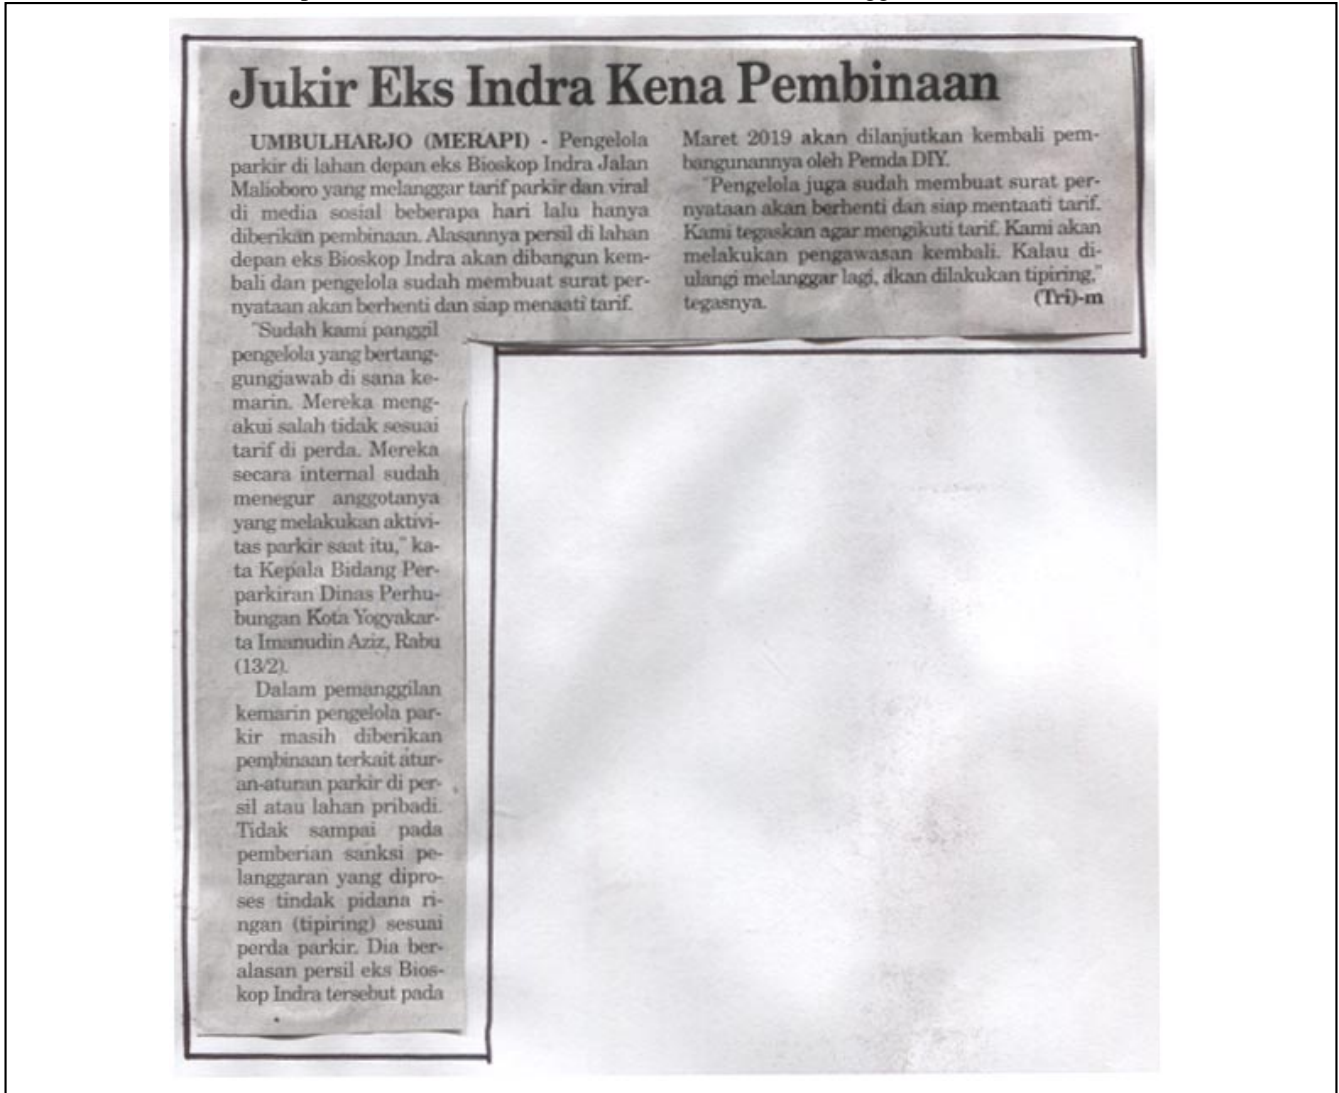 Jukir Eks Indra Kena Pembinaan
UMBULHARJO (MERAPI) - Pengelola
parkir di lahan depan eks Bioskop Indra Jalan
Malioboro yang melanggar tarif parkir dan viral
di media sosial beberapa hari lalu hanya
diberikan pembinaan. Alasannya persil di lahan
depan eks Bioskop Indra akan dibangun kem-
bali dan pengelola sudah membuat surat per-
nyataan akan berhenti dan siap menaati tarif.
"Sudah kami panggil
pengelola yang bertang-
gungjawab di sana ke-
marin. Mereka meng-
akui salah tidak sesuai
tarif di perda. Mereka
secara internal sudah
menegur anggotanya
yang melakukan aktivi-
tas parkir saat itu," ka-
ta Kepala Bidang Per-
parkiran Dinas Perhu-
bungan Kota Yogyakar-
ta Imanudin Aziz, Rabu
(13/2).
Dalam pemanggilan
kemarin pengelola par-
kir masih diberikan
pembinaan terkait atur-
an-aturan parkir di per-
sil atau lahan pribadi.
Tidak sampai pada
pemberian sanksi pe-
langgaran yang dipro-
ses tindak pidana ri-
ngan (tipiring) sesuai
perda parkir. Dia ber-
alasan persil eks Bios-
kop Indra tersebut pada
Maret 2019 akan dilanjutkan kembali pem-
bangunannya oleh Pemda DIY.
"Pengelola juga sudah membuat surat per-
nyataan akan berhenti dan siap mentaati tarif.
Kami tegaskan agar mengikuti tarif. Kami akan
melakukan pengawasan kembali. Kalau di-
ulangi melanggar lagi, akan dilakukan tipiring,"
tegasnya. (Tri)-m